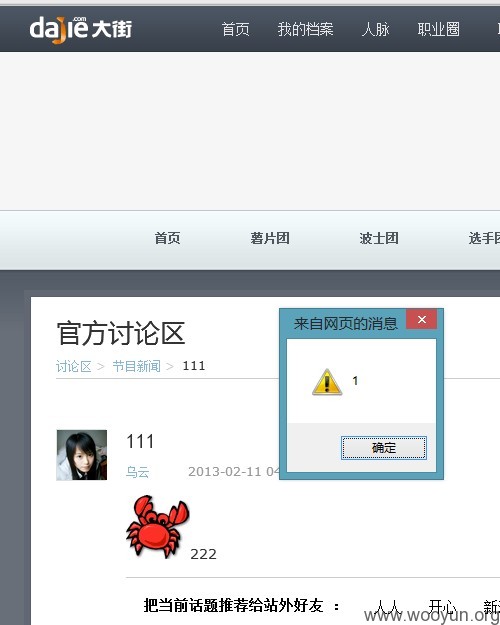 dajie.com 大街 首页 我的档案 人脉 职业圈
首页 薯片团 波士团 选手团
官方讨论区
讨论区 > 节目新闻 > 111
来自网页的消息
1
确定
111
乌云 2013-02-11 04
222
把当前话题推荐给站外好友 : 人人 开心 新
www.wooyun.org